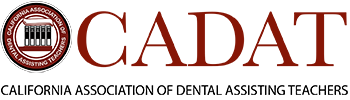 CALIFORNIA ASSOCIATION OF
DENTAL ASSISTING TEACHERS
CADAT
CALIFORNIA ASSOCIATION OF DENTAL ASSISTING TEACHERS